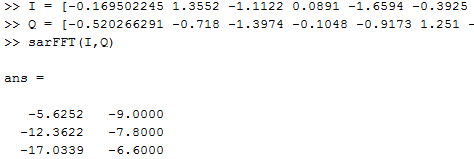 >> I = [-0.169502245 1.3552 -1.1122 0.0891 -1.6594 -0.3925
>> Q = [-0.520266291 -0.718 -1.3974 -0.1048 -0.9173 1.251 -
>> sarFFT(I,Q)
ans =
-5.6252 -9.0000
-12.3622 -7.8000
-17.0339 -6.6000